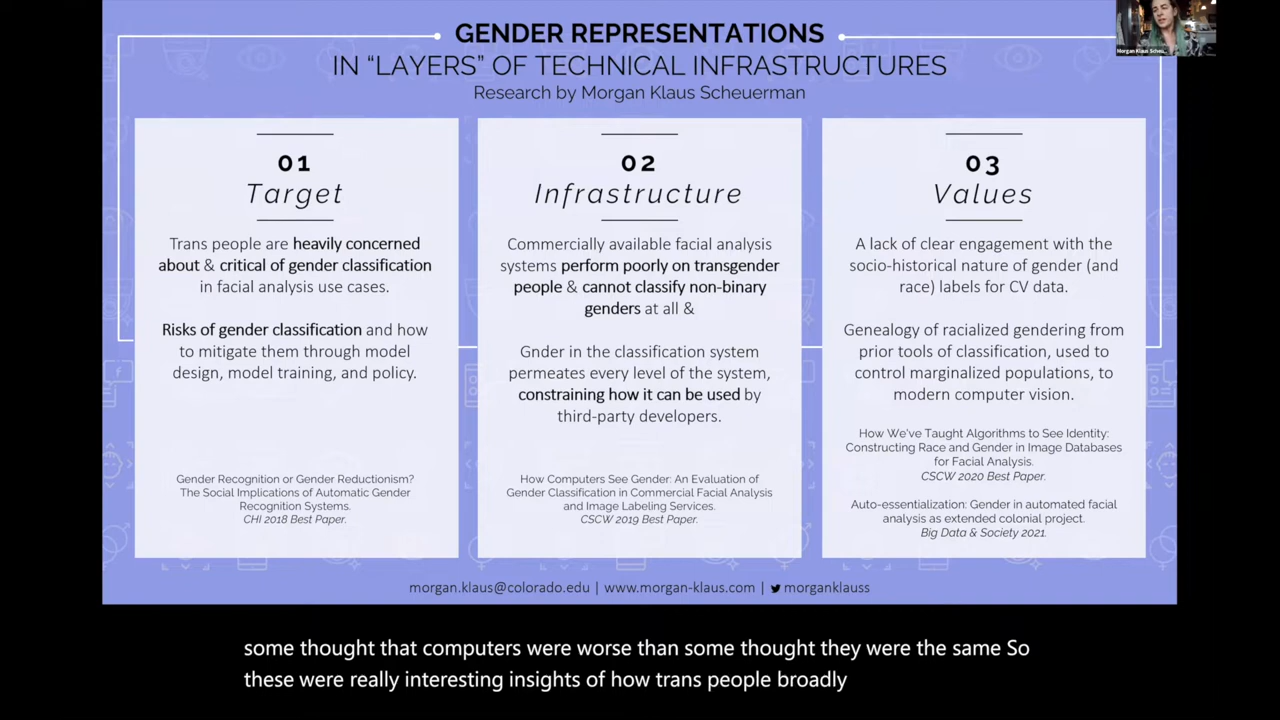 GENDER REPRESENTATIONS
IN “LAYERS” OF TECHNICAL INFRASTRUCTURES
Research by Morgan Klaus Scheuerman
Morgan Klaus Scheu...
01
Target
Trans people are heavily concerned
about & critical of gender classification
in facial analysis use cases.
Risks of gender classification and how
to mitigate them through model
design, model training, and policy.
Gender Recognition or Gender Reductionism?
The Social Implications of Automatic Gender
Recognition Systems.
CHI 2018 Best Paper.
02
Infrastructure
Commercially available facial analysis
systems perform poorly on transgender
people & cannot classify non-binary
genders at all &
Gnder in the classification system
permeates every level of the system,
constraining how it can be used by
third-party developers.
How Computers See Gender: An Evaluation of
Gender Classification in Commercial Facial Analysis
and Image Labeling Services.
CSCW 2019 Best Paper.
03
Values
A lack of clear engagement with the
socio-historical nature of gender (and
race) labels for CV data.
Genealogy of racialized gendering from
prior tools of classification, used to
control marginalized populations, to
modern computer vision.
How We've Taught Algorithms to See Identity:
Constructing Race and Gender in Image Databases
for Facial Analysis.
CSCW 2020 Best Paper.
Auto-essentialization: Gender in automated facial
analysis as extended colonial project.
Big Data & Society 2021.
morgan.klaus@colorado.edu | www.morgan-klaus.com | morganklauss
some thought that computers were worse than some thought they were the same So
these were really interesting insights of how trans people broadly